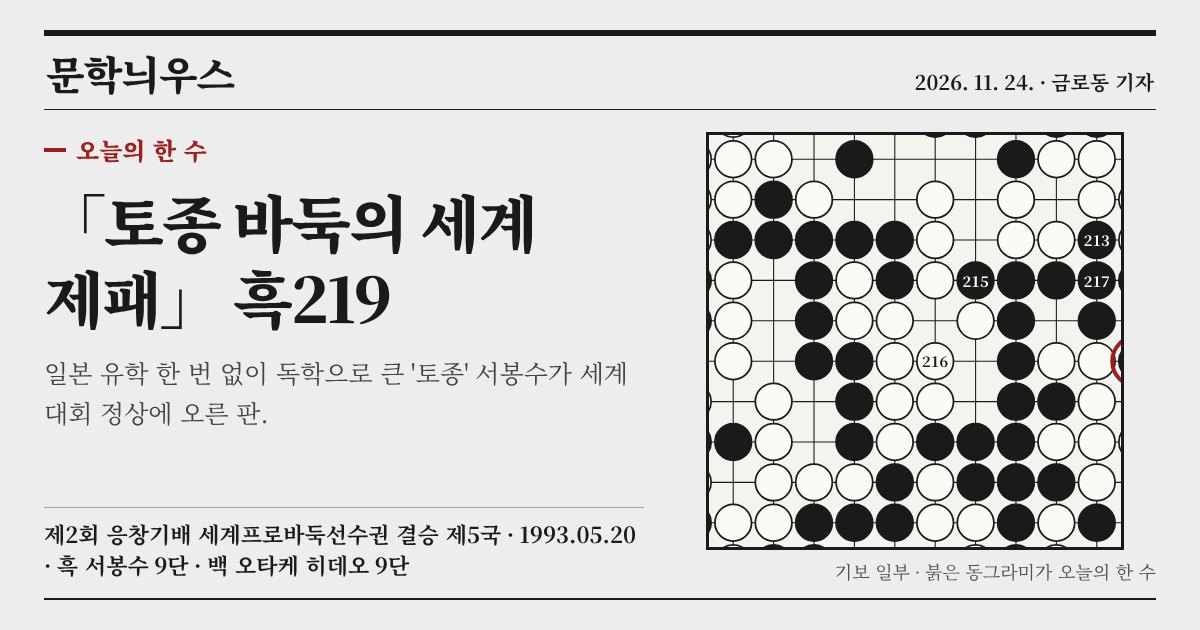 문학늬우스
2026. 11. 24. · 금로동 기자
오늘의 한 수
「토종 바둑의 세계
제패」 흑219
일본 유학 한 번 없이 독학으로 큰 '토종' 서봉수가 세계
대회 정상에 오른 판.
제2회 응창기배 세계프로바둑선수권 결승 제5국 · 1993.05.20
· 흑 서봉수 9단 · 백 오타케 히데오 9단
213
215
217
216
기보 일부 · 붉은 동그라미가 오늘의 한 수